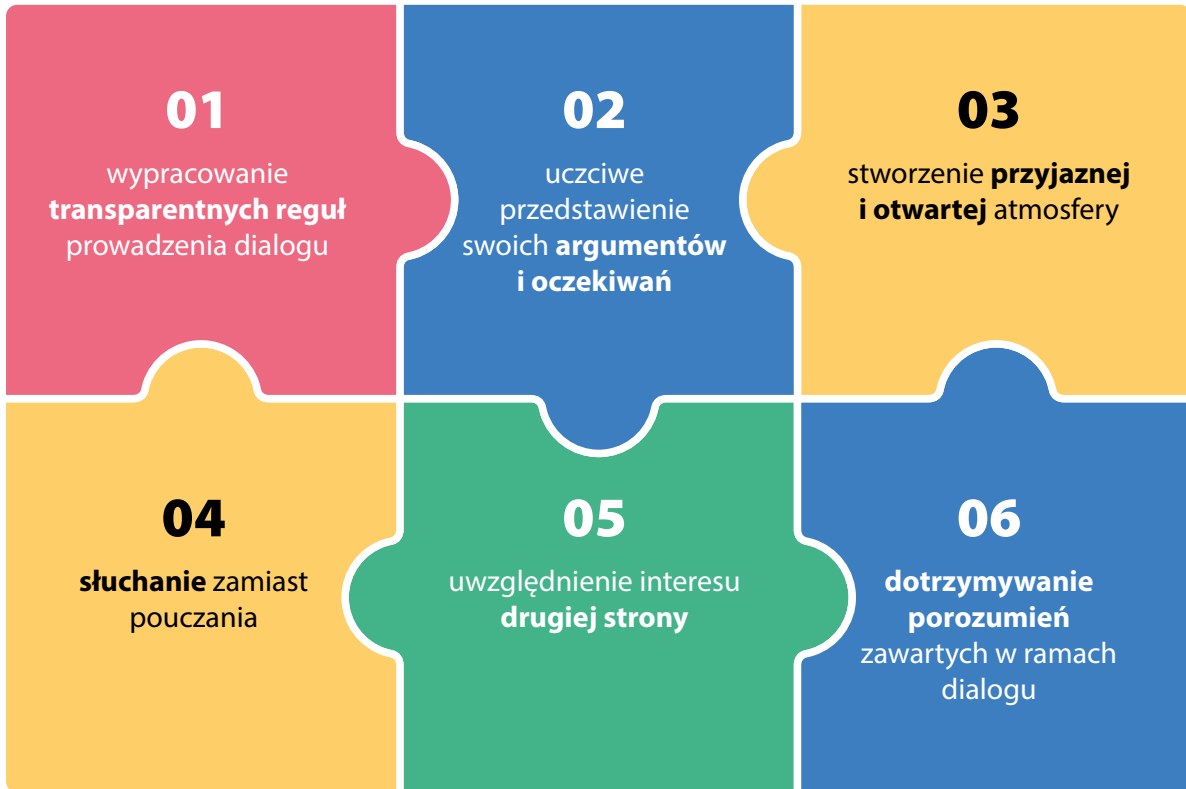 01
wypracowanie
transparentnych reguł
prowadzenia dialogu
02
uczciwe
przedstawienie
swoich argumentów
i oczekiwań
03
stworzenie przyjaznej
i otwartej atmosfery
04
słuchanie zamiast
pouczania
05
uwzględnienie interesu
drugiej strony
06
dotrzymywanie
porozumień
zawartych w ramach
dialogu